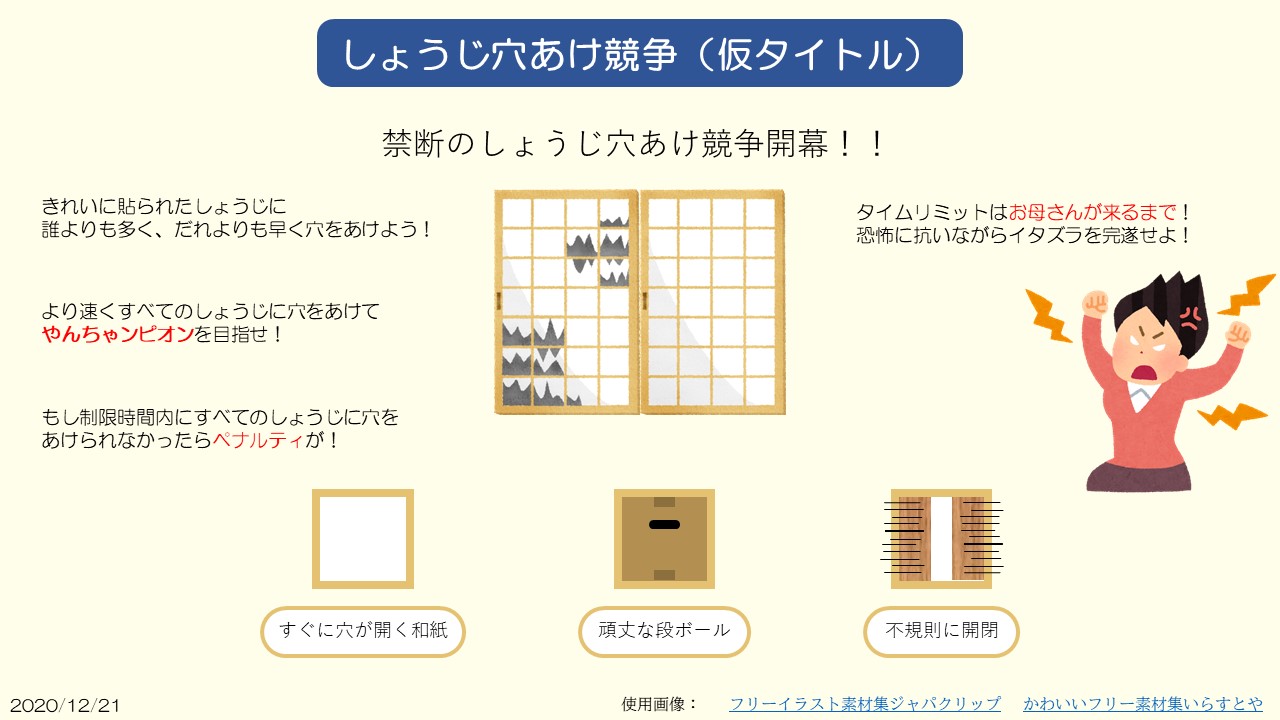 しょうじ穴あけ競争（仮タイトル）
禁断のしょうじ穴あけ競争開幕！！
きれいに貼られたしょうじに
誰よりも多く、だれよりも早く穴をあけよう！
より速くすべてのしょうじに穴をあけて
やんちゃンピオンを目指せ！
もし制限時間内にすべてのしょうじに穴を
あけられなかったらペナルティが！
タイムリミットはお母さんが来るまで！
恐怖に抗いながらイタズラを完遂せよ！
すぐに穴が開く和紙
頑丈な段ボール
不規則に開閉
2020/12/21
使用画像： フリーイラスト素材集ジャパクリップ かわいいフリー素材集いらすとや